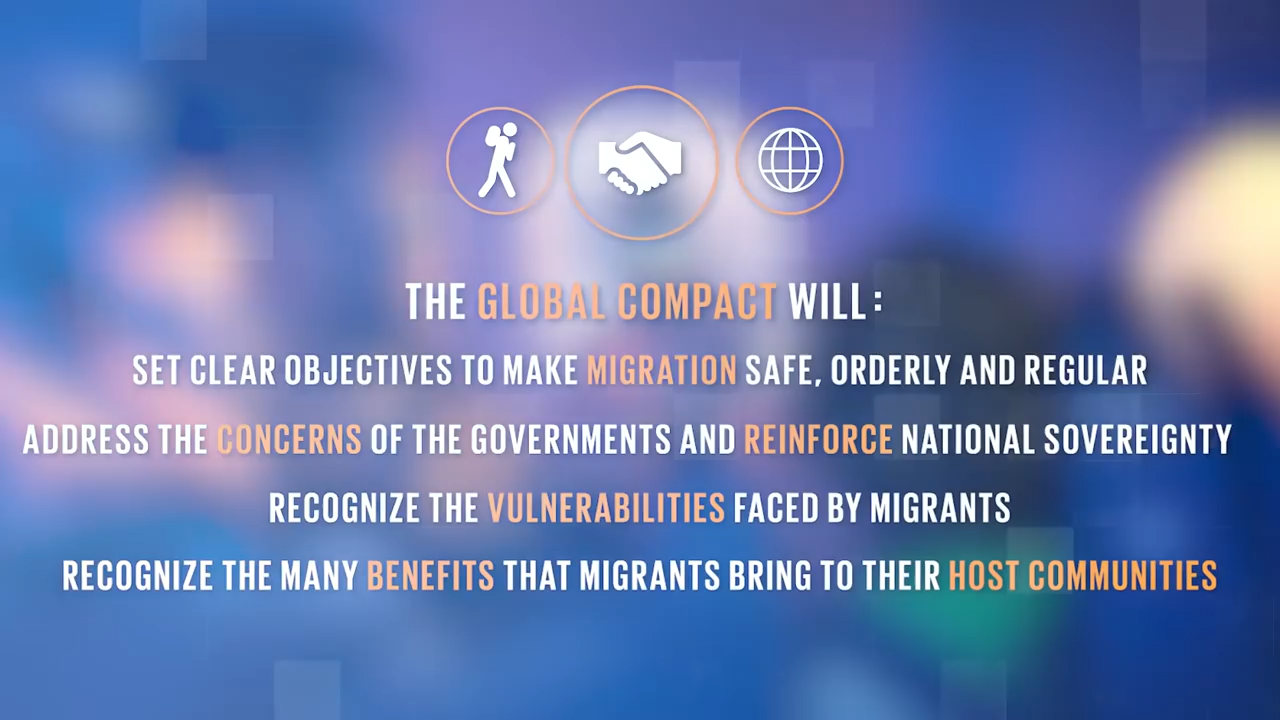 THE GLOBAL COMPACT WILL:
SET CLEAR OBJECTIVES TO MAKE MIGRATION SAFE, ORDERLY AND REGULAR
ADDRESS THE CONCERNS OF THE GOVERNMENTS AND REINFORCE NATIONAL SOVEREIGNTY
RECOGNIZE THE VULNERABILITIES FACED BY MIGRANTS
RECOGNIZE THE MANY BENEFITS THAT MIGRANTS BRING TO THEIR HOST COMMUNITIES